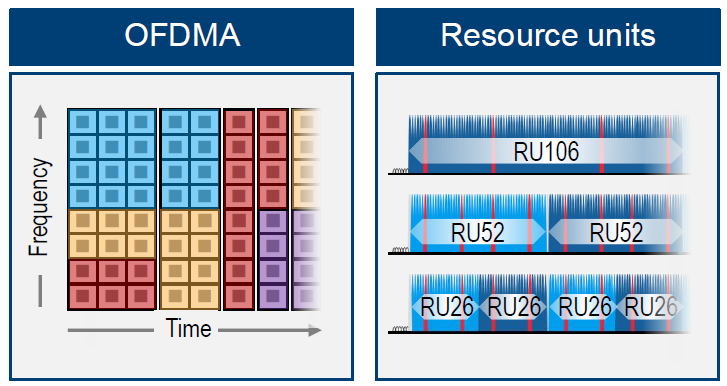 OFDMA
Resource units
Frequency
Time
RU106
RU52 RU52
RU26 RU26 RU26 RU26